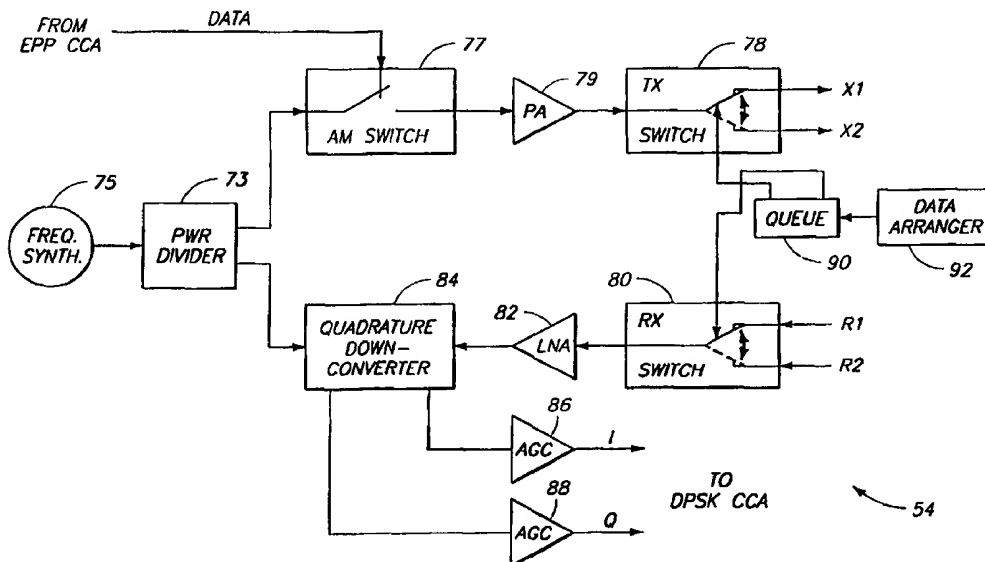 FROM
EPP CCA
DATA
77
AM SWITCH
79
PA
78
TX
SWITCH
X1
X2
75
FREQ.
SYNTH.
73
PWR
DIVIDER
QUEUE
90
DATA
ARRANGER
92
84
QUADRATURE
DOWN-
CONVERTER
82
LNA
80
RX
SWITCH
R1
R2
86
AGC
I
88
AGC
Q
TO
DPSK CCA
54